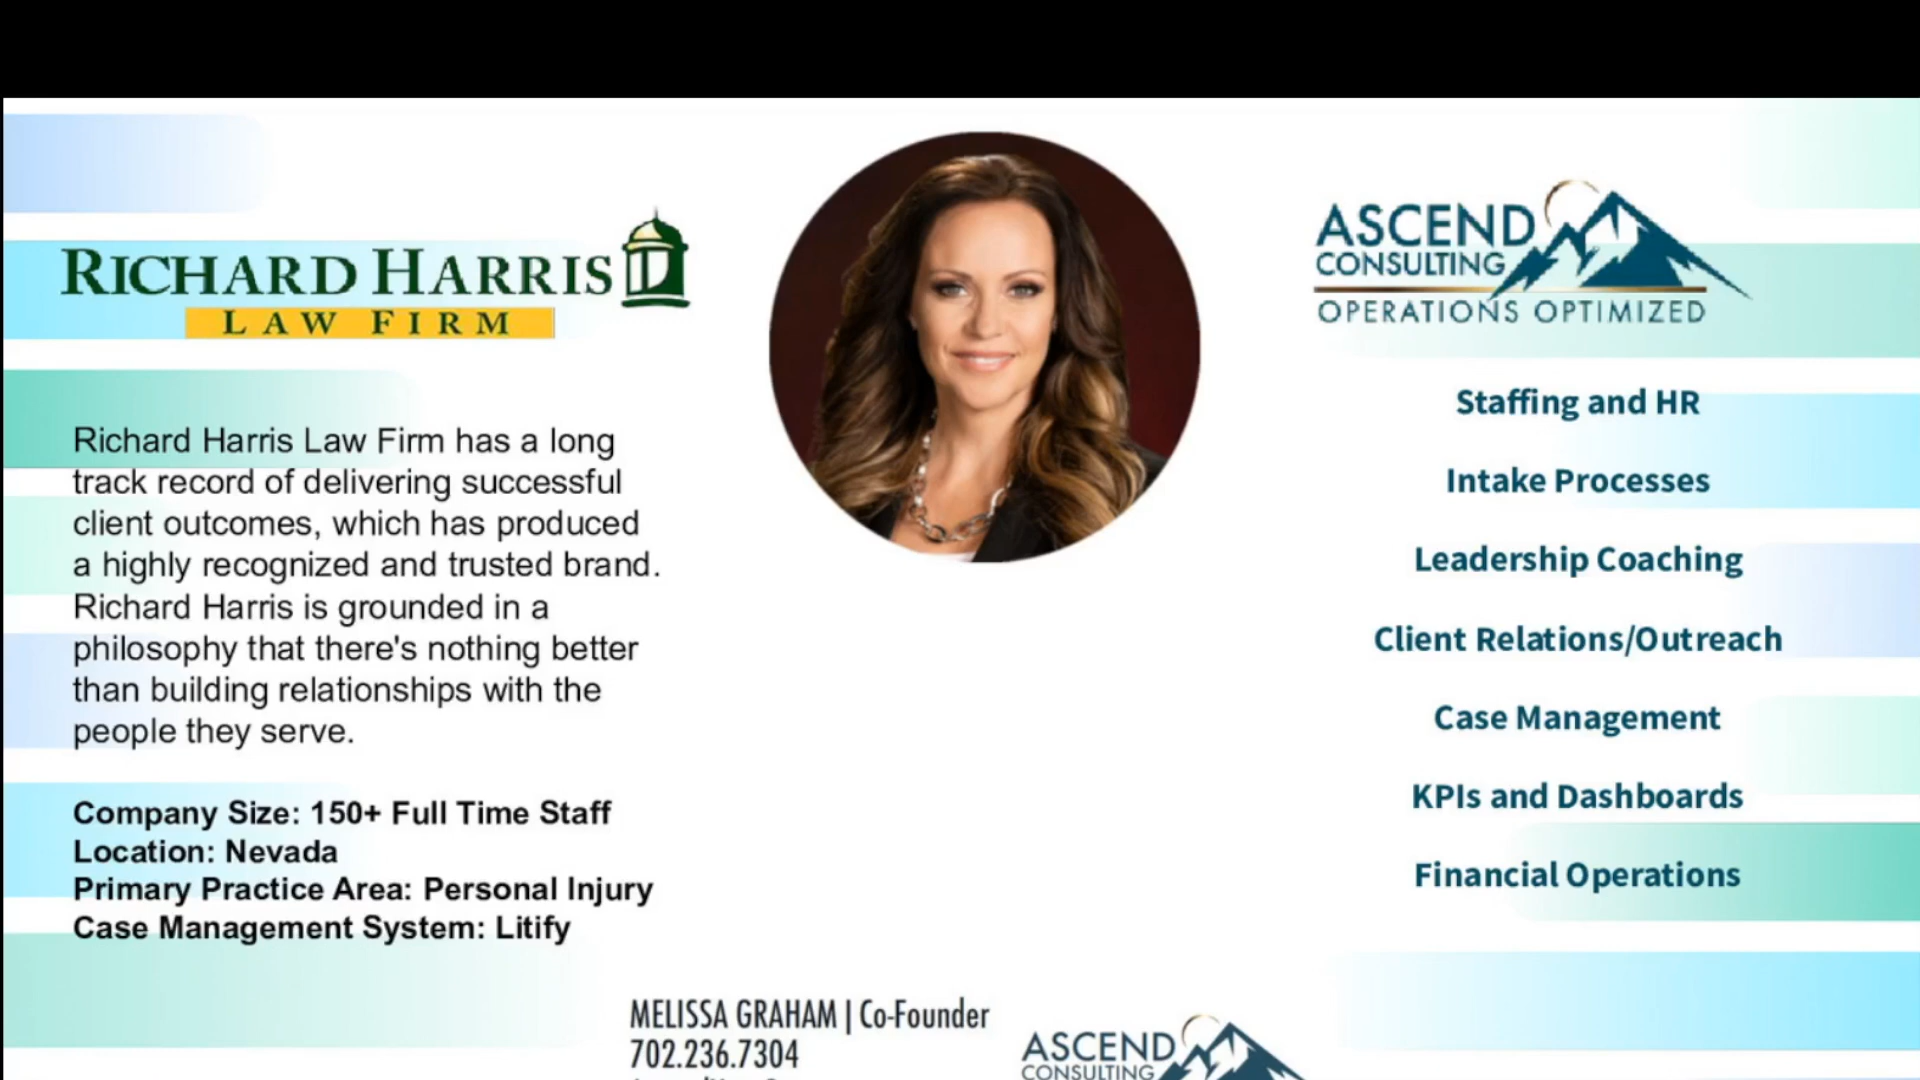 RICHARD HARRIS
LAW FIRM
Richard Harris Law Firm has a long
track record of delivering successful
client outcomes, which has produced
a highly recognized and trusted brand.
Richard Harris is grounded in a
philosophy that there's nothing better
than building relationships with the
people they serve.
Company Size: 150+ Full Time Staff
Location: Nevada
Primary Practice Area: Personal Injury
Case Management System: Litify
ASCEND
CONSULTING
OPERATIONS OPTIMIZED
Staffing and HR
Intake Processes
Leadership Coaching
Client Relations/Outreach
Case Management
KPIs and Dashboards
Financial Operations
MELISSA GRAHAM | Co-Founder
702.236.7304
ASCEND
CONSULTING